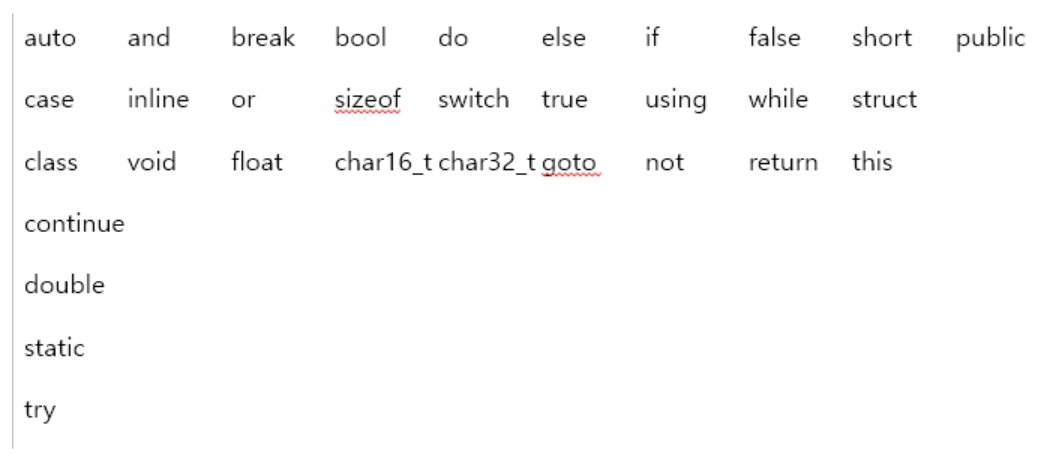 auto and break bool do else if false short public
case inline or sizeof switch true using while struct
class void float char16_t char32_t goto not return this
continue
double
static
try